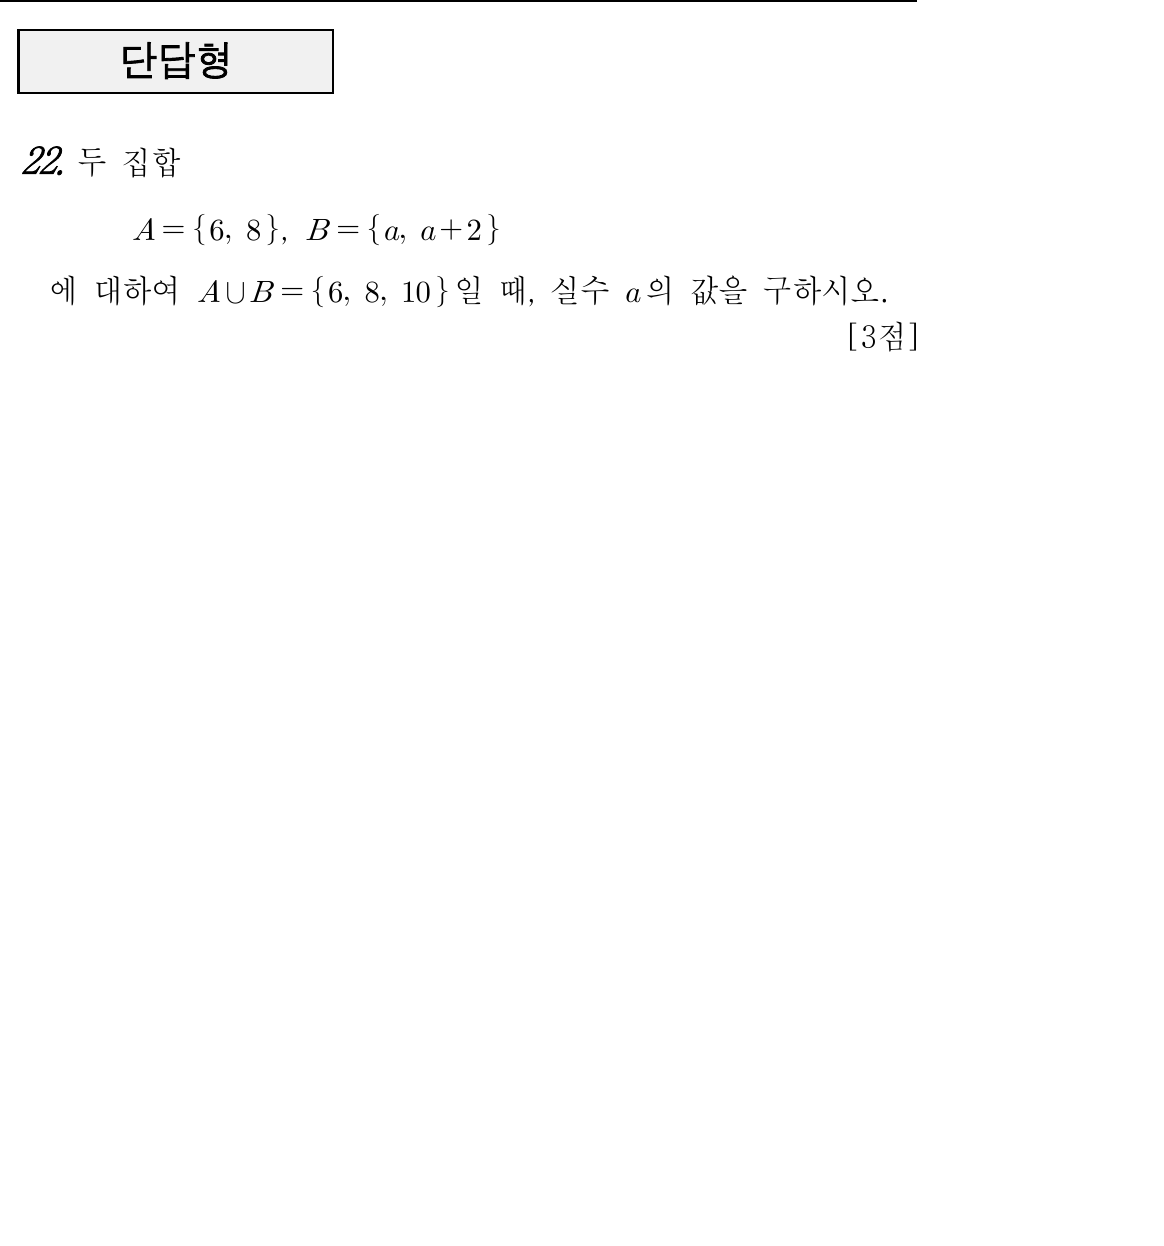 단답형
22. 두 집합
A={6, 8}, B={a, a+2}
에 대하여 A∪B={6, 8, 10}일 때, 실수 a의 값을 구하시오.
[3점]